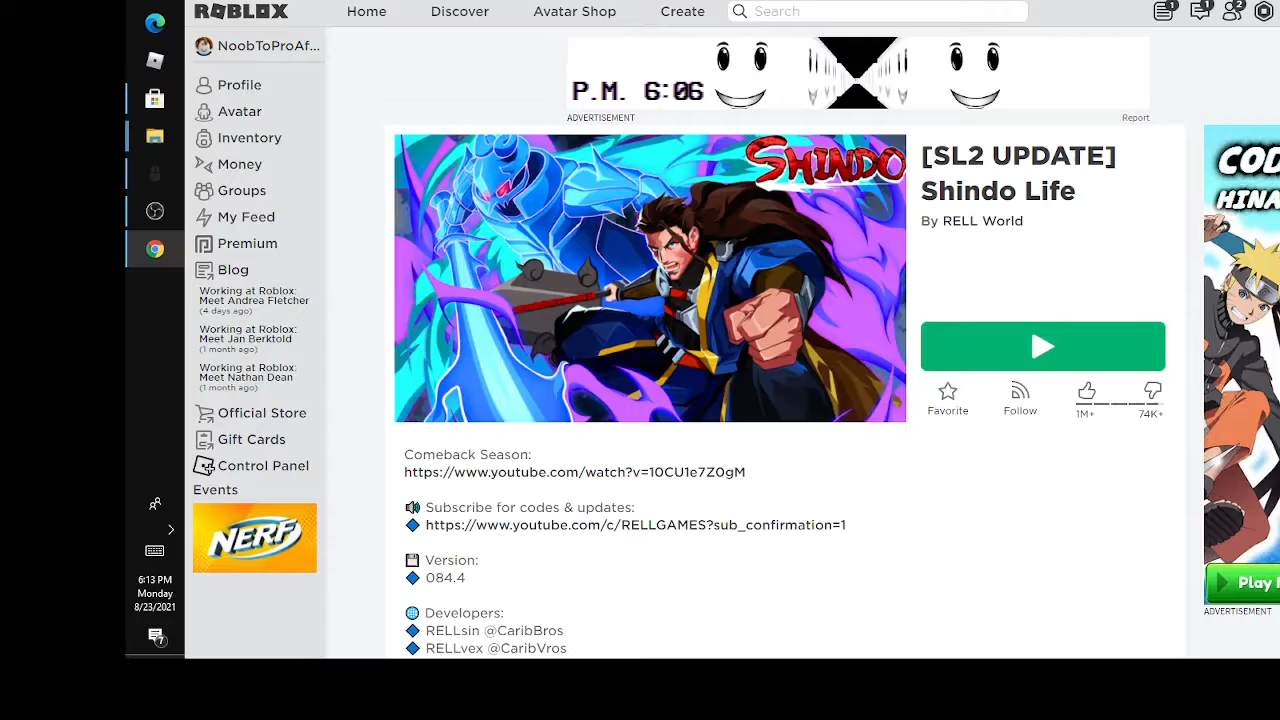 ROBLOX
Home
Discover
Avatar Shop
Create
Search
1
1
2
NoobToProAf...
Profile
Avatar
Inventory
Money
Groups
My Feed
Premium
Blog
Working at Roblox:
Meet Andrea Fletcher
(4 days ago)
Working at Roblox:
Meet Jan Berktold
(1 month ago)
Working at Roblox:
Meet Nathan Dean
(1 month ago)
Official Store
Gift Cards
Control Panel
Events
NERF
6:13 PM
Monday
8/23/2021
7
P.M. 6:06
ADVERTISEMENT
Report
SHINDO
[SL2 UPDATE]
Shindo Life
By RELL World
Favorite
Follow
1M+
74K+
Comeback Season:
https://www.youtube.com/watch?v=10CU1e7Z0gM
Subscribe for codes & updates:
https://www.youtube.com/c/RELLGAMES?sub_confirmation=1
Version:
084.4
Developers:
RELLsin @CaribBros
RELLvex @CaribVros
COD
HINA
Play
ADVERTISEMENT